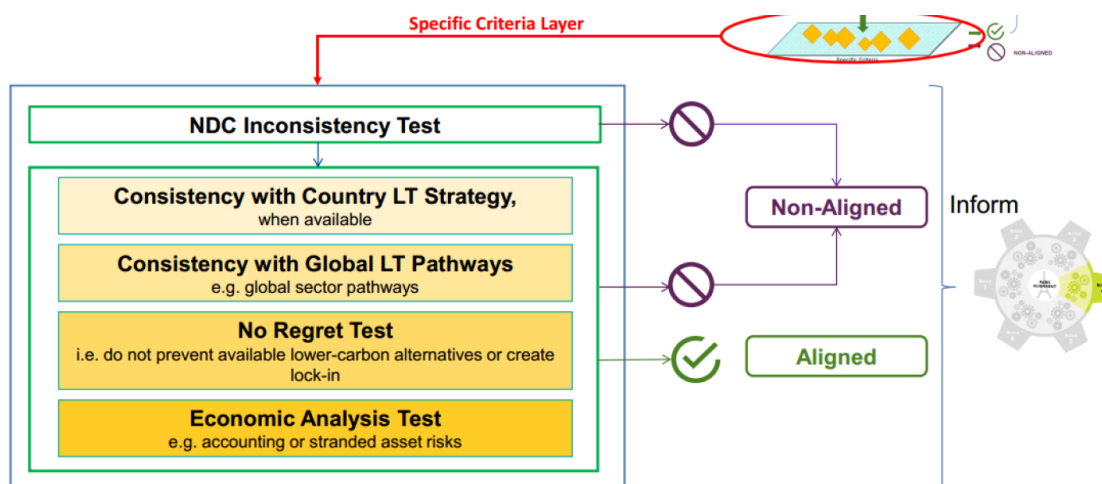 Specific Criteria Layer
Specific Criteria
NON-ALIGNED
NDC Inconsistency Test
Consistency with Country LT Strategy,
when available
Consistency with Global LT Pathways
e.g. global sector pathways
No Regret Test
i.e. do not prevent available lower-carbon alternatives or create
lock-in
Economic Analysis Test
e.g. accounting or stranded asset risks
Non-Aligned
Aligned
Inform